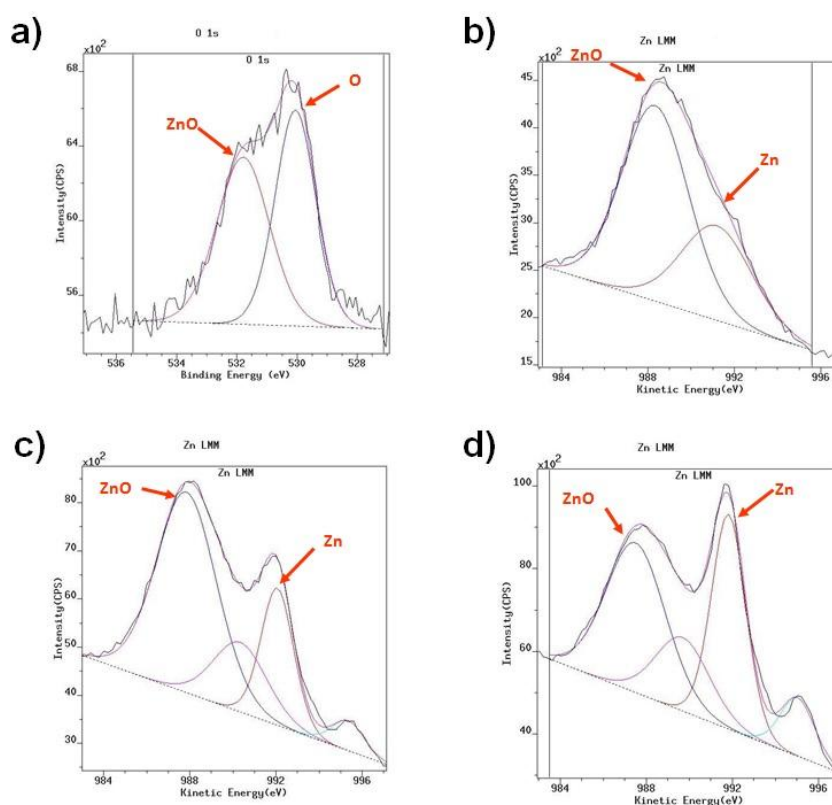 a)
O 1s
×10²
O 1s
68
64
60
56
Intensity(CPS)
ZnO
O
536
534
532
530
528
Binding Energy (eV)
b)
Zn LMM
×10²
Zn LMM
45
40
35
30
25
20
15
Intensity(CPS)
ZnO
Zn
984
988
992
996
Kinetic Energy(eV)
c)
Zn LMM
×10²
Zn LMM
80
70
60
50
40
30
Intensity(CPS)
ZnO
Zn
984
988
992
996
Kinetic Energy(eV)
d)
Zn LMM
×10²
Zn LMM
100
80
60
40
Intensity(CPS)
ZnO
Zn
984
988
992
996
Kinetic Energy(eV)